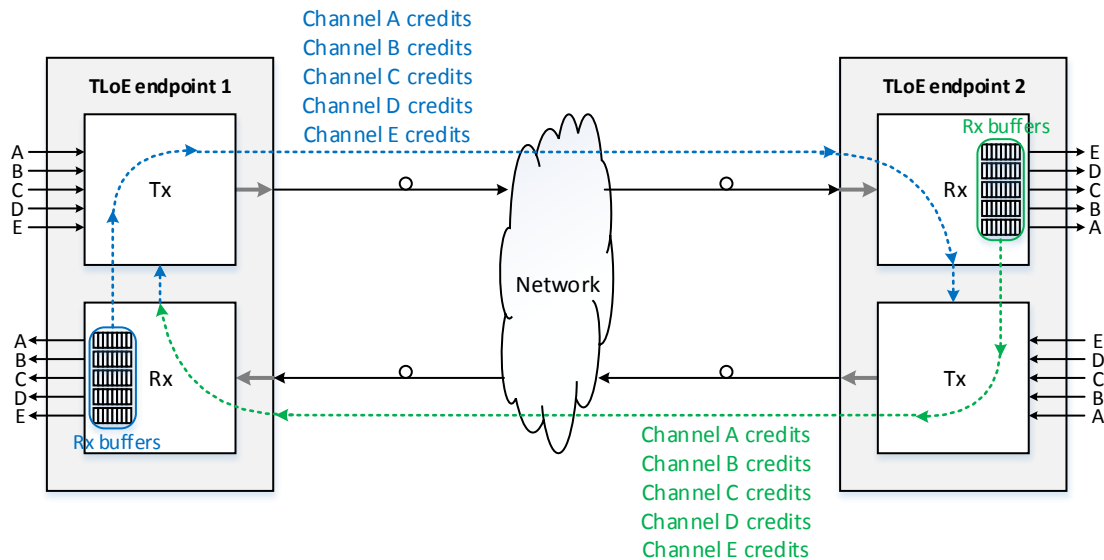 Channel A credits
Channel B credits
Channel C credits
Channel D credits
Channel E credits
TLoE endpoint 1
TLoE endpoint 2
Rx buffers
A
B
C
D
E
Tx
Rx
E
D
C
B
A
Network
A
B
C
D
E
Rx
Rx buffers
Tx
E
D
C
B
A
Channel A credits
Channel B credits
Channel C credits
Channel D credits
Channel E credits